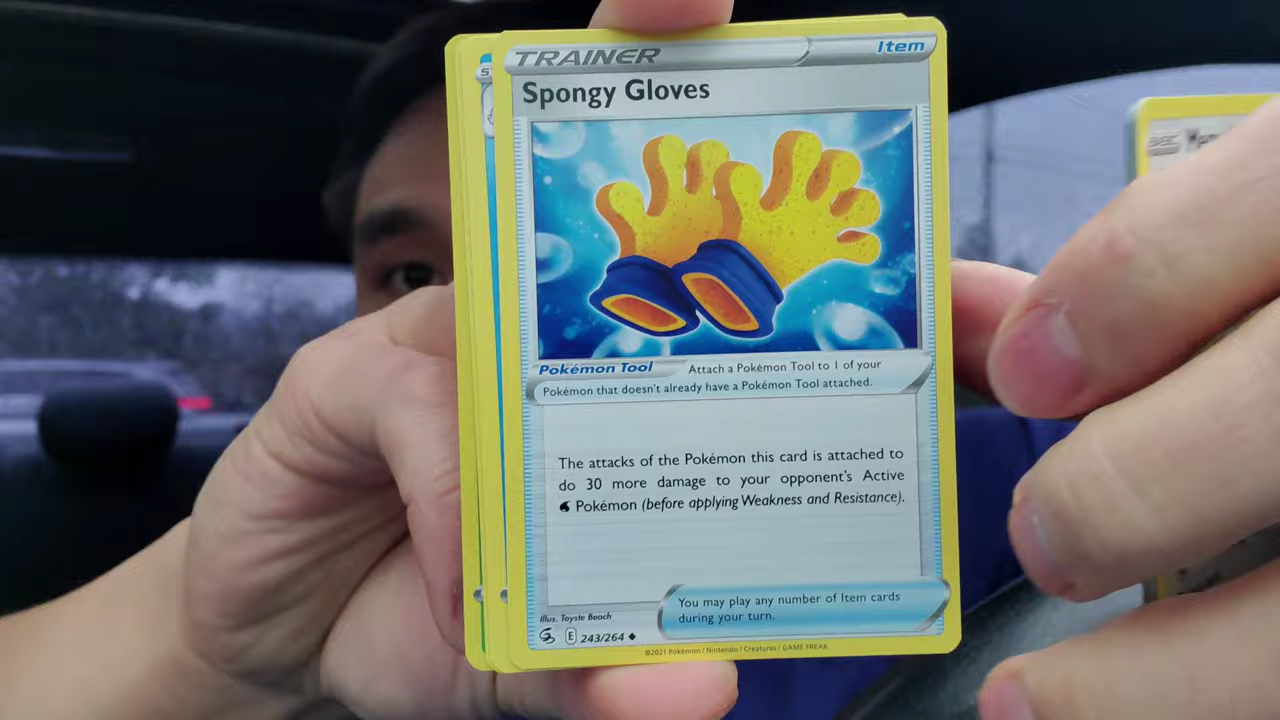 TRAINER
Item
Spongy Gloves
Pokémon Tool
Attach a Pokémon Tool to 1 of your
Pokémon that doesn't already have a Pokémon Tool attached.
The attacks of the Pokémon this card is attached to
do 30 more damage to your opponent's Active
Pokémon (before applying Weakness and Resistance).
You may play any number of Item cards
during your turn.
Illus. Toyste Beach
E 243/264
©2021 Pokémon / Nintendo / Creatures / GAME FREAK